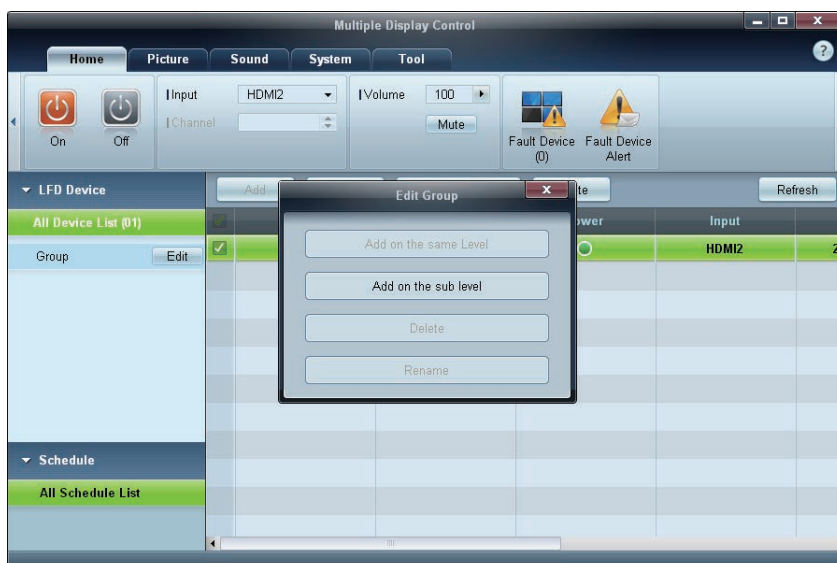 Multiple Display Control
Home Picture Sound System Tool
Input HDMI2
Channel
Volume 100
Mute
On Off
Fault Device (0)
Fault Device Alert
LFD Device
Add
Refresh
All Device List (01)
Input
Group Edit
HDMI2
Edit Group
Add on the same Level
Add on the sub level
Delete
Rename
Schedule
All Schedule List